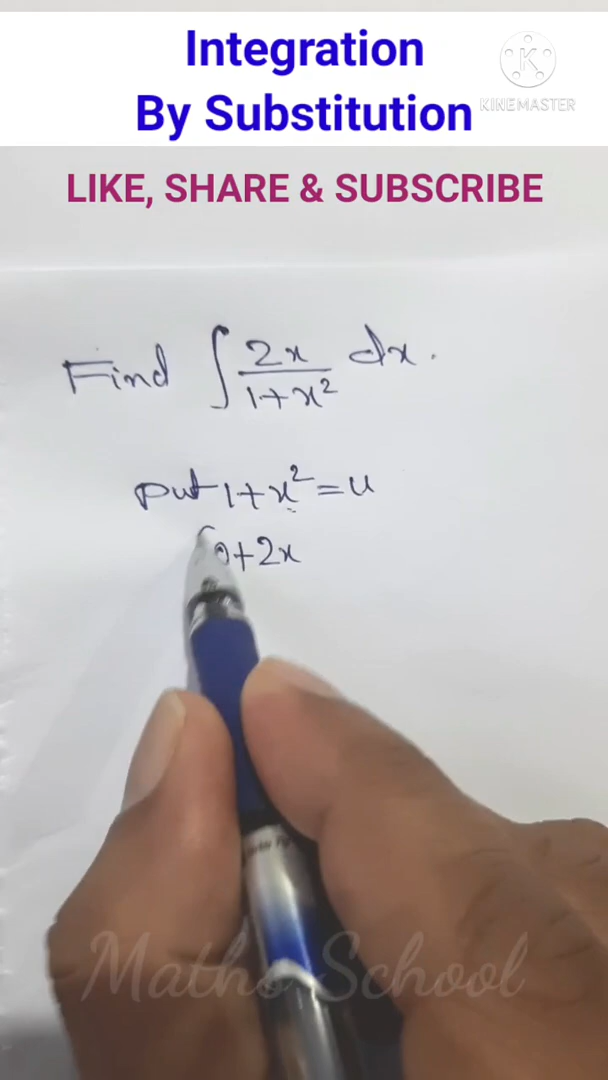 Integration
By Substitution
KINEMASTER
LIKE, SHARE & SUBSCRIBE
Find ∫ 2x/1+x² dx.
put 1+x² = u
(0+2x
Maths School